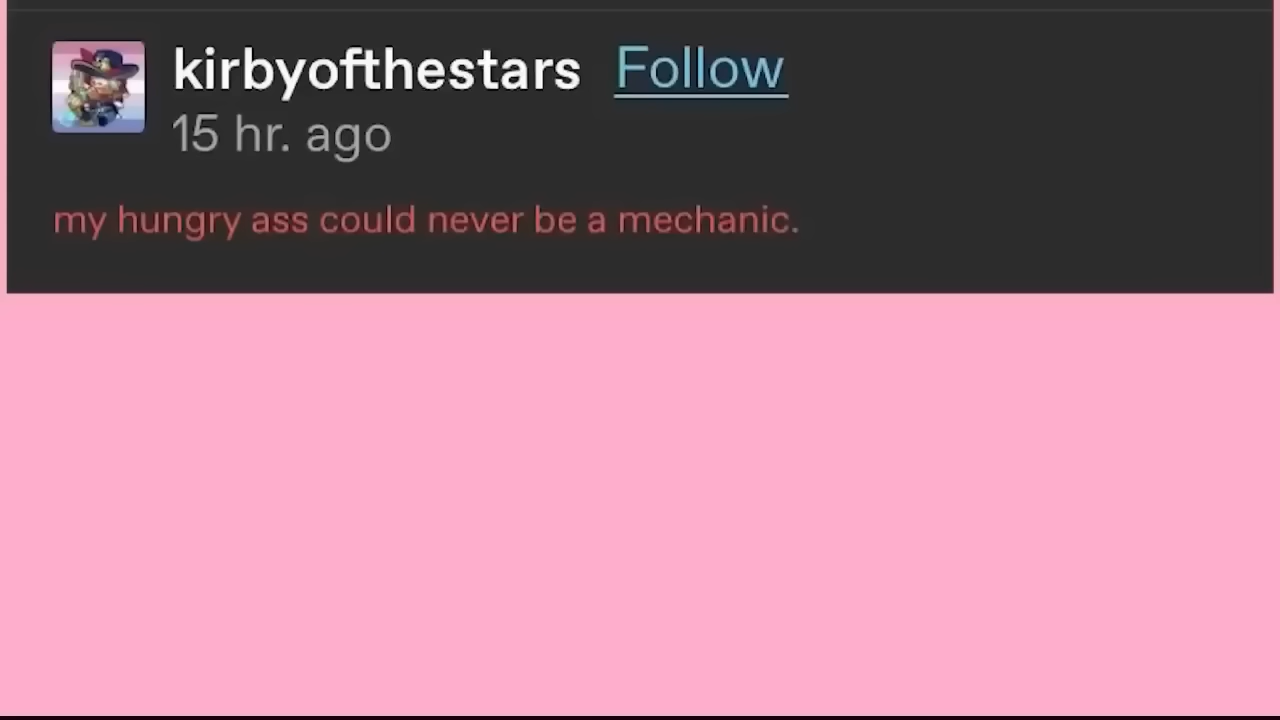 kirbyofthestars Follow
15 hr. ago
my hungry ass could never be a mechanic.